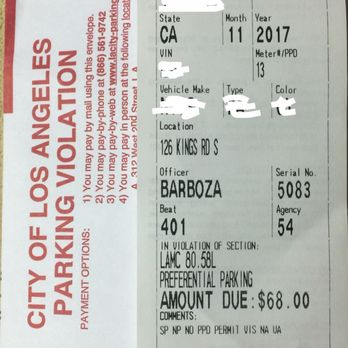 CITY OF LOS ANGELES
PARKING VIOLATION
PAYMENT OPTIONS:
1) You may pay by mail using this envelope.
2) You may pay-by-phone at (866) 561-9742
3) You may pay-by-web at www.lacity-parking
4) You may pay in person at the following locat
A. 312 West 2nd Street, L.A.
State Month Year
CA 11 2017
VIN Meter#/PPD
13
Vehicle Make Type Color
Location
126 KINGS RD S
Officer Serial No.
BARBOZA 5083
Beat Agency
401 54
IN VIOLATION OF SECTION:
LAMC 80.58L
PREFERENTIAL PARKING
AMOUNT DUE:$68.00
COMMENTS:
SP NP NO PPD PERMIT VIS NA UA